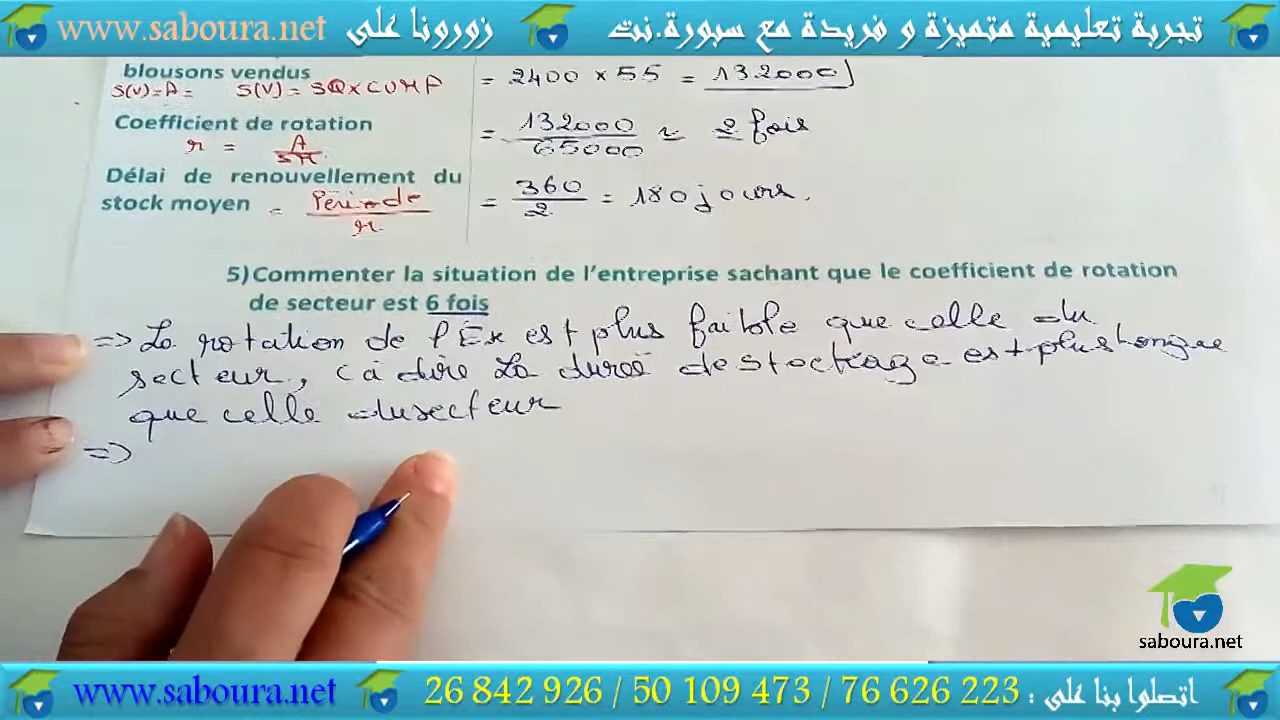 www.saboura.net زورونا على تجربة تعليمية متميزة و فريدة مع سبورة.نت
blousons vendus
S(V)=A= S(V) = SQ x CUMP
= 2400 x 55 = 132000
Coefficient de rotation
r = A/SM
= 132000/65000 ≈ 2 fois
Délai de renouvellement du
stock moyen = Période/r
= 360/2 = 180 jours.
5)Commenter la situation de l'entreprise sachant que le coefficient de rotation
de secteur est 6 fois
=> La rotation de l'Ese est plus faible que celle du
secteur, c à dire La durée de stockage est plus longue
que celle du secteur
=>
saboura.net
www.saboura.net 26 842 926 / 50 109 473 / 76 626 223 : اتصلوا بنا على